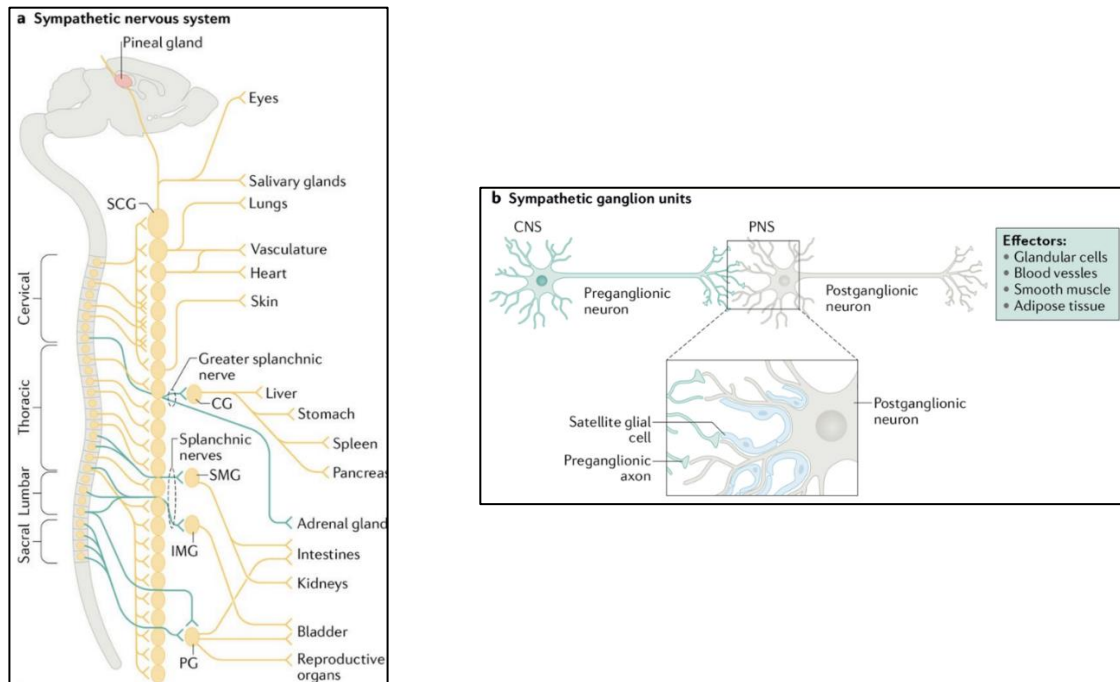 a Sympathetic nervous system
Pineal gland
Eyes
Salivary glands
SCG
Lungs
Vasculature
Heart
Skin
Cervical
Greater splanchnic
nerve
Liver
CG
Stomach
Thoracic
Splanchnic
nerves
Spleen
Pancreas
SMG
Lumbar
Adrenal gland
Sacral
IMG
Intestines
Kidneys
Bladder
PG
Reproductive
organs
b Sympathetic ganglion units
CNS
PNS
Preganglionic
neuron
Postganglionic
neuron
Effectors:
• Glandular cells
• Blood vessles
• Smooth muscle
• Adipose tissue
Satellite glial
cell
Preganglionic
axon
Postganglionic
neuron